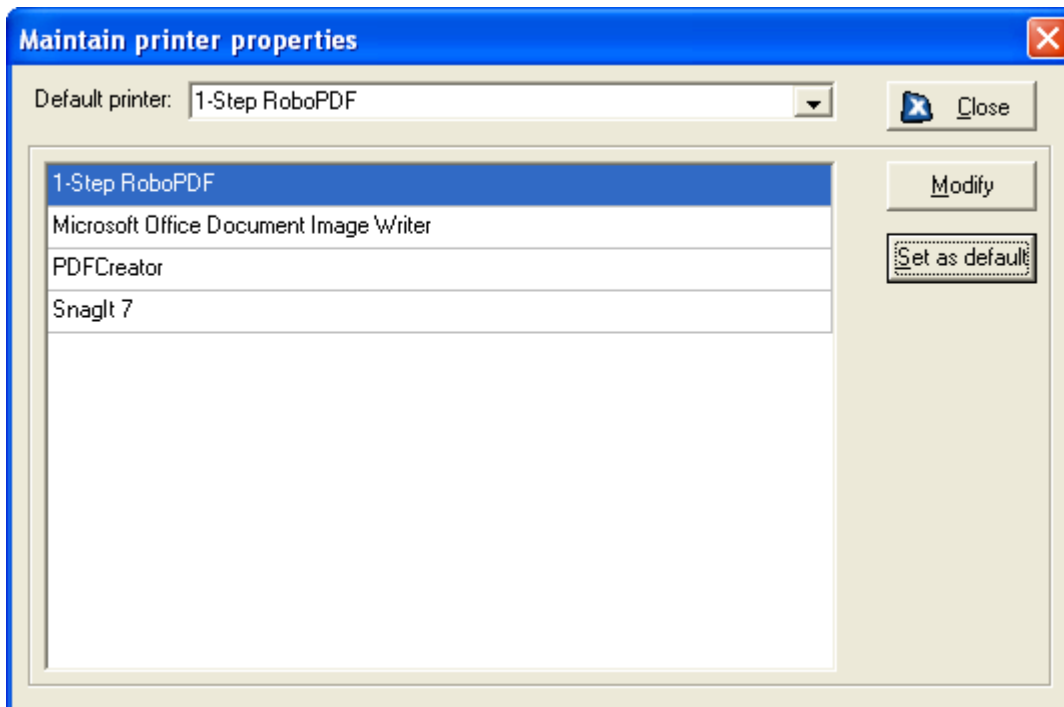 Maintain printer properties
Default printer: 1-Step RoboPDF
Close
1-Step RoboPDF
Modify
Microsoft Office Document Image Writer
Set as default
PDFCreator
SnagIt 7